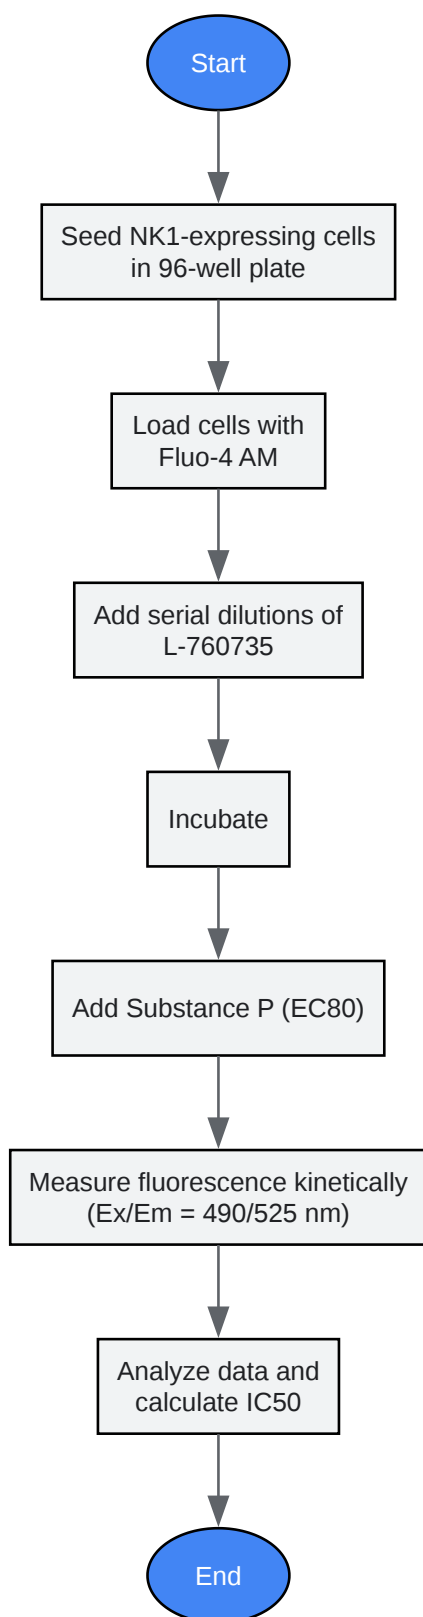 Start
Seed NK1-expressing cells
in 96-well plate
Load cells with
Fluo-4 AM
Add serial dilutions of
L-760735
Incubate
Add Substance P (EC80)
Measure fluorescence kinetically
(Ex/Em = 490/525 nm)
Analyze data and
calculate IC50
End